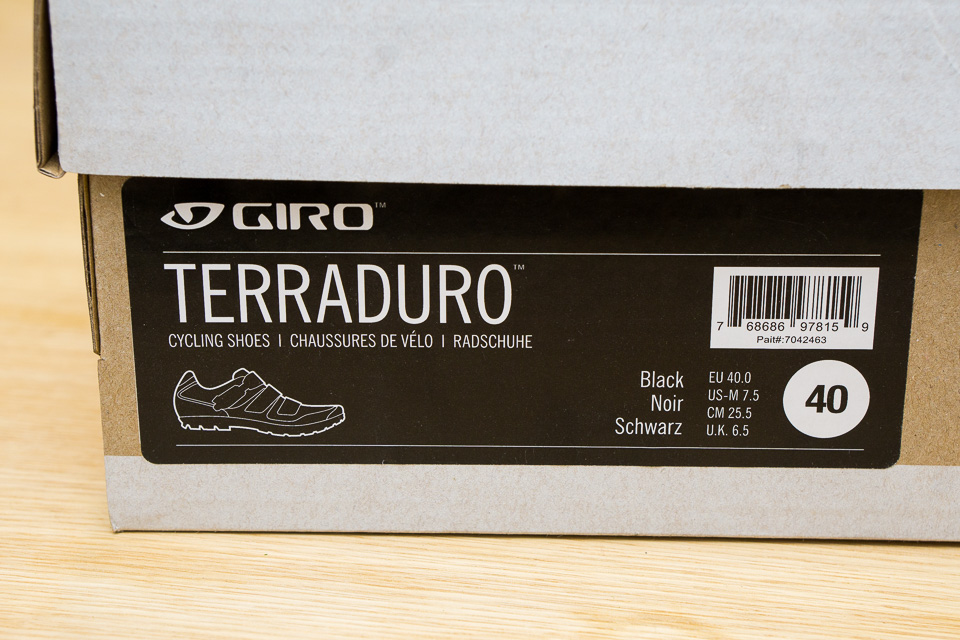 GIRO™
TERRADURO™
CYCLING SHOES | CHAUSSURES DE VÉLO | RADSCHUHE
7 68686 97815 9
Pait#:7042463
Black
Noir
Schwarz
EU 40.0
US-M 7.5
CM 25.5
U.K. 6.5
40